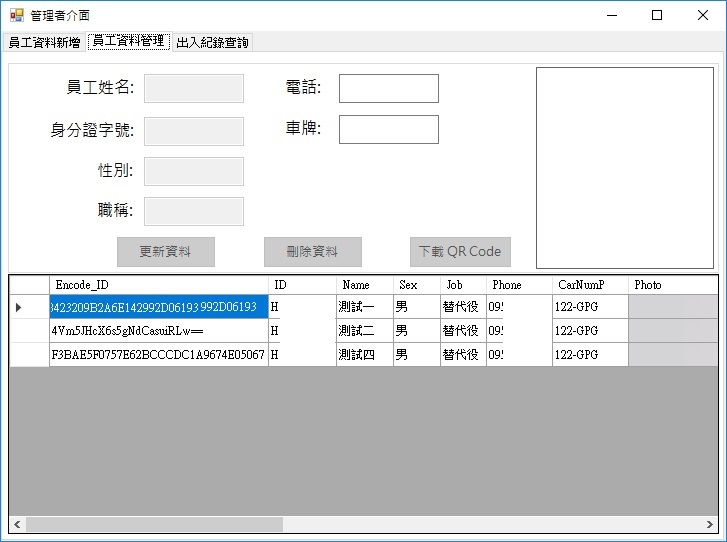 管理者介面
員工資料新增 員工資料管理 出入紀錄查詢
員工姓名: 電話:
身分證字號: 車牌:
性別:
職稱:
更新資料 刪除資料 下載 QR Code
Encode_ID ID Name Sex Job Phone CarNumP Photo
3423209B2A6E142992D06193 992D06193 H 測試一 男 替代役 09 122-GPG
4Vm5JHcX6s5gNdCasuiRLw== H 測試二 男 替代役 09 122-GPG
F3BAE5F0757E62BCCCDC1A9674E05067 H 測試四 男 替代役 09 122-GPG